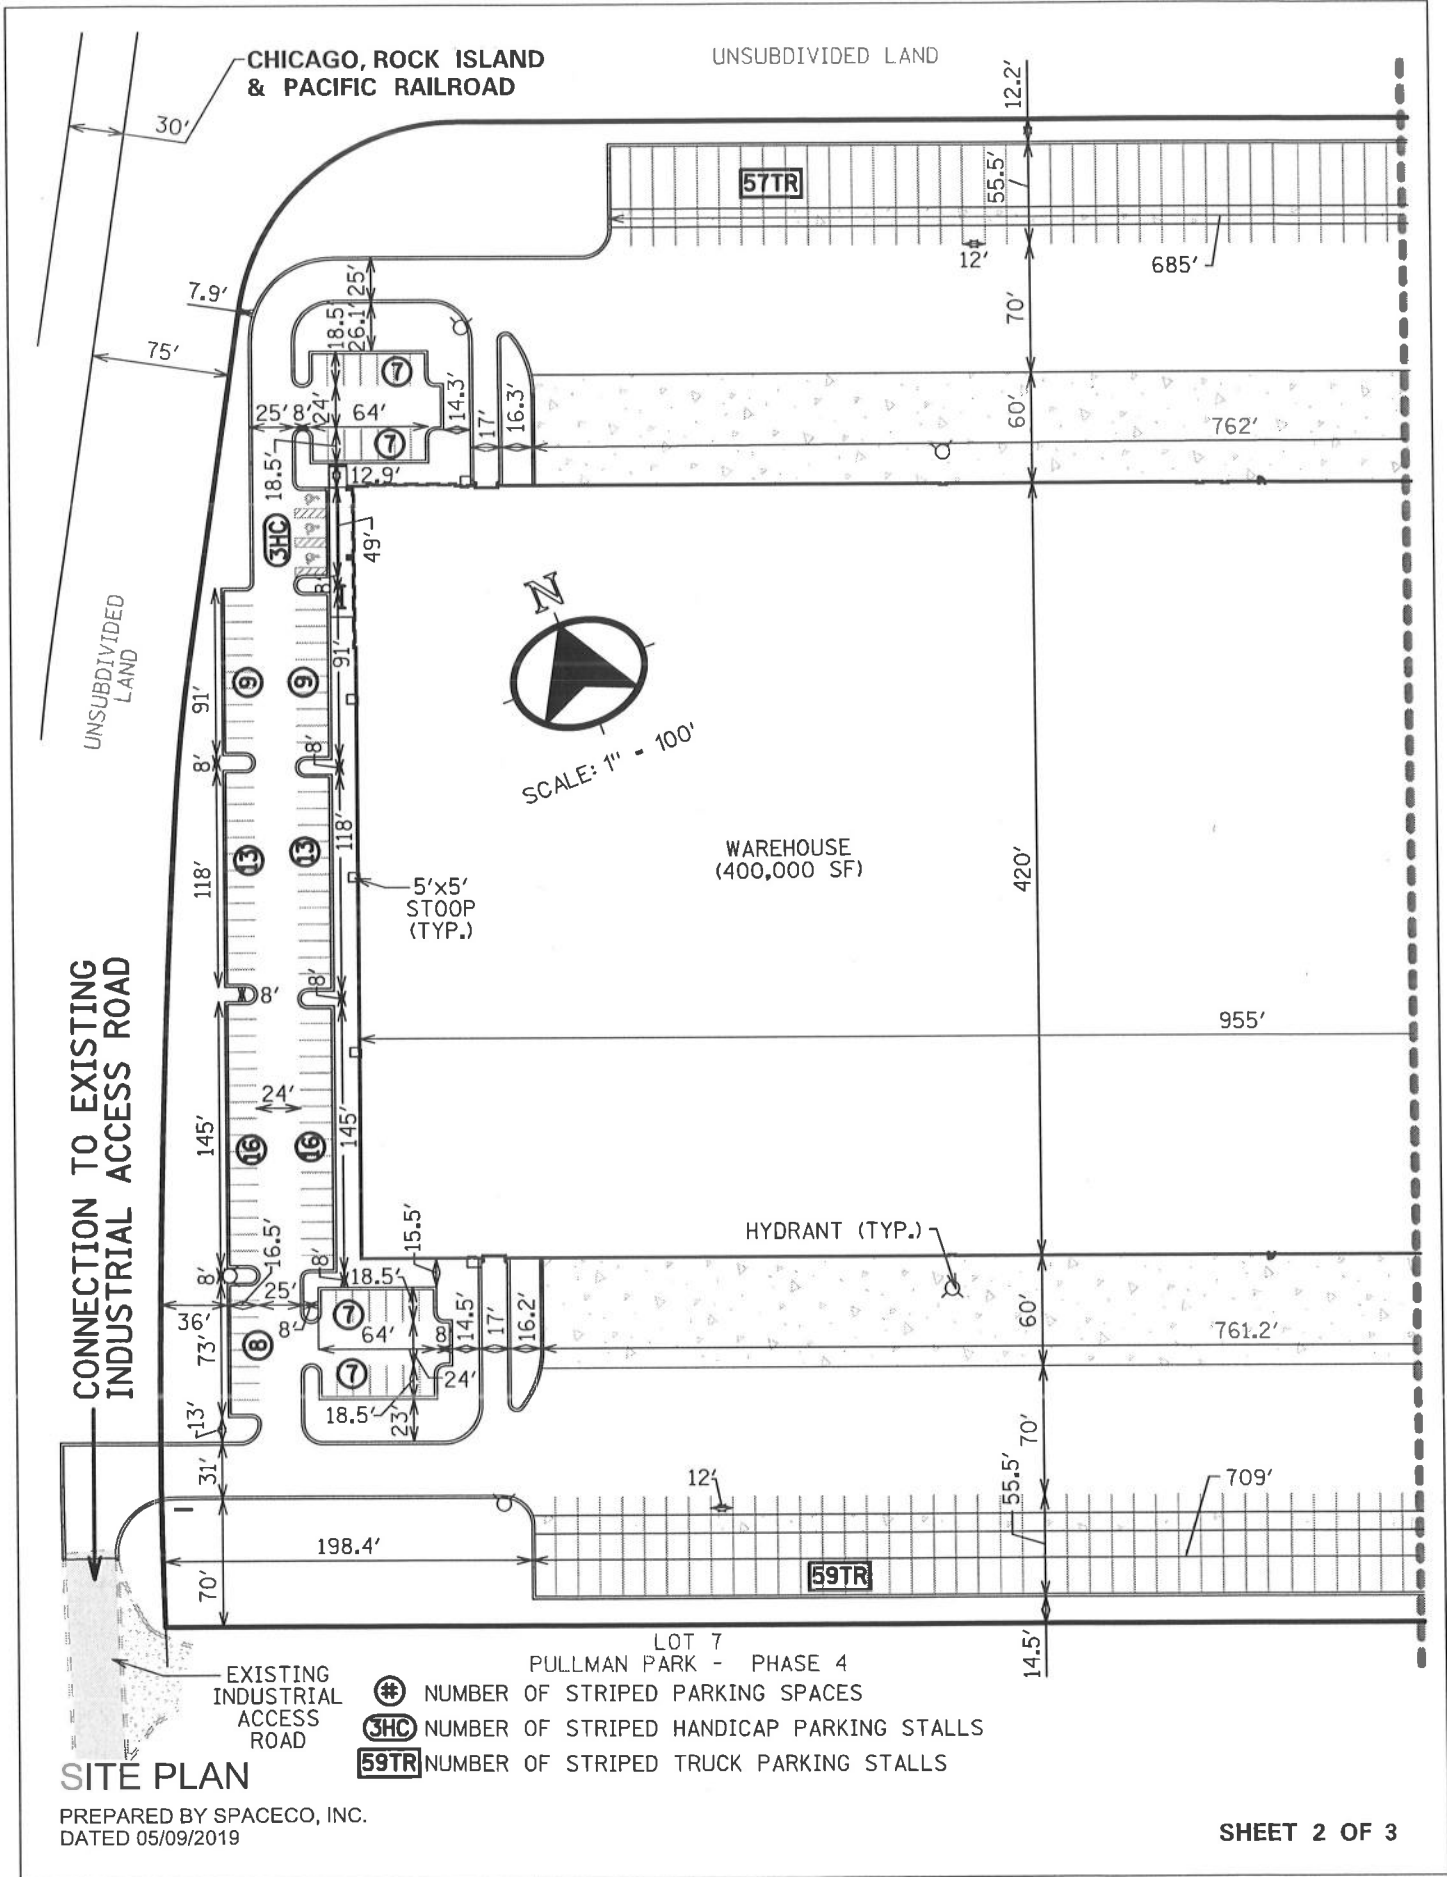 CHICAGO, ROCK ISLAND
& PACIFIC RAILROAD
UNSUBDIVIDED LAND
12.2'
30'
55.5'
57TR
12'
685'
7.9'
25'
18.5'
26.1'
70'
75'
7
24'
14.3'
25'
8'
64'
17'
16.3'
60'
762'
7
18.5'
12.9'
3HC
49'
8'
N
UNSUBDIVIDED
LAND
91'
91'
9
9
SCALE: 1" = 100'
8'
8'
118'
118'
13
13
WAREHOUSE
(400,000 SF)
420'
5'x5'
STOOP
(TYP.)
8'
8'
955'
CONNECTION TO EXISTING
INDUSTRIAL ACCESS ROAD
24'
145'
145'
16
16
HYDRANT (TYP.)
16.5'
15.5'
8'
8'
18.5'
25'
36'
7
8'
64'
8
14.5'
17'
16.2'
60'
761.2'
73'
8
7
24'
18.5'
23'
13'
31'
70'
12'
55.5'
709'
198.4'
59TR
70'
14.5'
LOT 7
PULLMAN PARK - PHASE 4
EXISTING
INDUSTRIAL
ACCESS
ROAD
# NUMBER OF STRIPED PARKING SPACES
3HC NUMBER OF STRIPED HANDICAP PARKING STALLS
59TR NUMBER OF STRIPED TRUCK PARKING STALLS
SITE PLAN
PREPARED BY SPACECO, INC.
DATED 05/09/2019
SHEET 2 OF 3